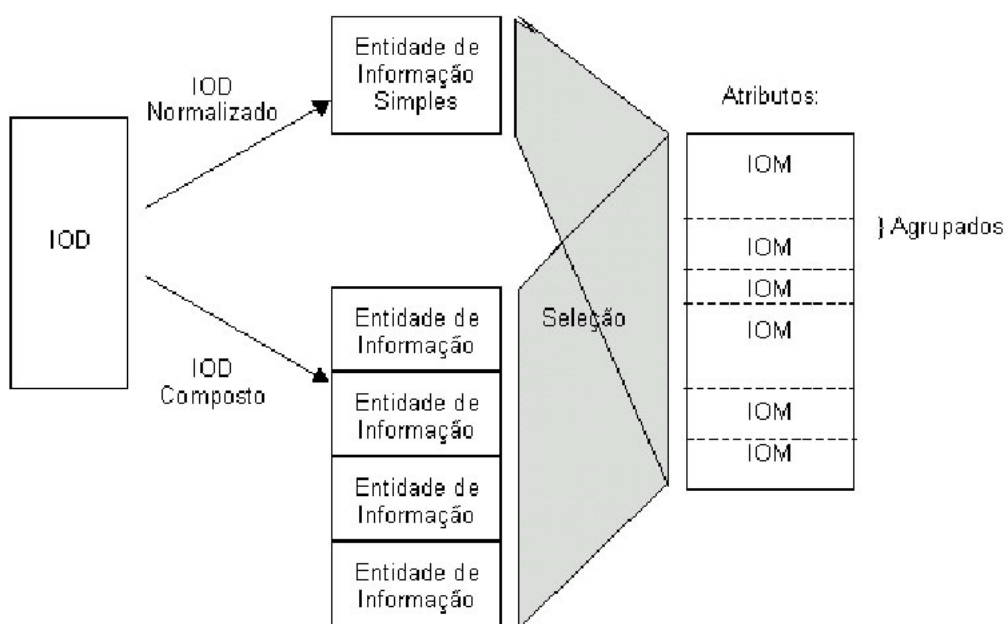 IOD
IOD
Normalizado
IOD
Composto
Entidade de
Informação
Simples
Entidade de
Informação
Entidade de
Informação
Entidade de
Informação
Entidade de
Informação
Seleção
Atributos:
IOM
IOM
IOM
IOM
IOM
IOM
} Agrupados